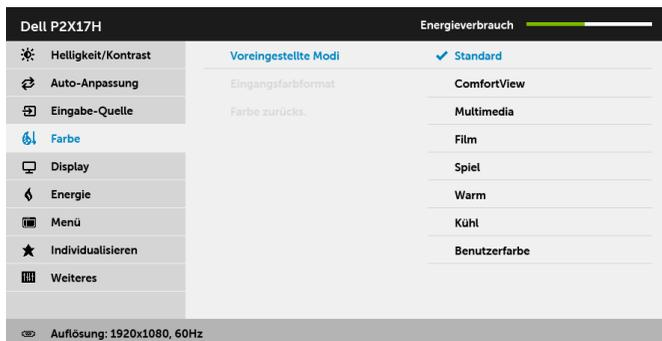 Dell P2X17H Energieverbrauch
Helligkeit/Kontrast Voreingestellte Modi Standard
Auto-Anpassung Eingangsfarbformat ComfortView
Eingabe-Quelle Farbe zurücks. Multimedia
Farbe Film
Display Spiel
Energie Warm
Menü Kühl
Individualisieren Benutzerfarbe
Weiteres
Auflösung: 1920x1080, 60Hz